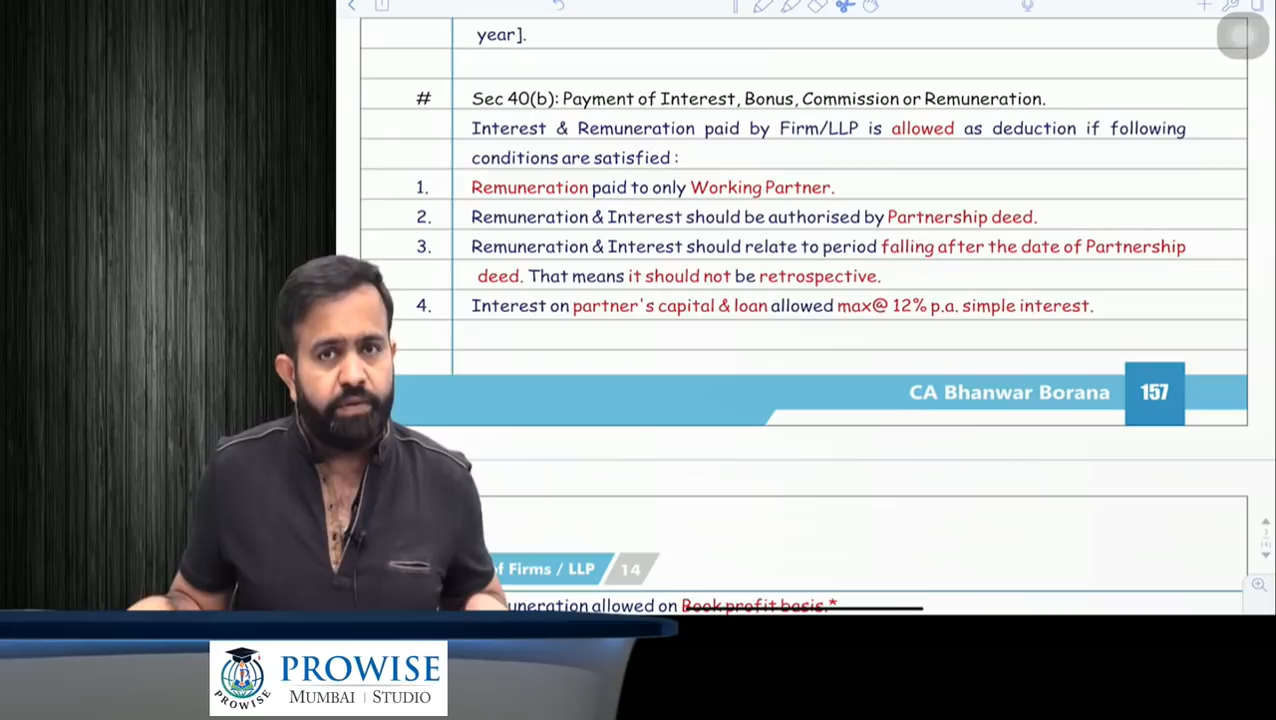 year].
# Sec 40(b): Payment of Interest, Bonus, Commission or Remuneration.
Interest & Remuneration paid by Firm/LLP is allowed as deduction if following
conditions are satisfied :
1. Remuneration paid to only Working Partner.
2. Remuneration & Interest should be authorised by Partnership deed.
3. Remuneration & Interest should relate to period falling after the date of Partnership
deed. That means it should not be retrospective.
4. Interest on partner's capital & loan allowed max@ 12% p.a. simple interest.
CA Bhanwar Borana 157
of Firms / LLP 14
uneration allowed on Book profit basis.*
PROWISE
PROWISE
MUMBAI | STUDIO